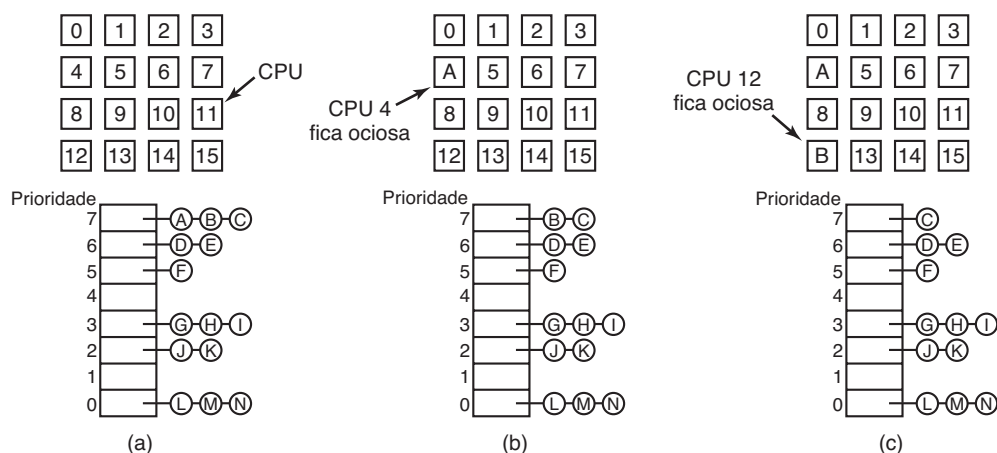 0 1 2 3
4 5 6 7
8 9 10 11
12 13 14 15
CPU
Prioridade
7 A B C
6 D E
5 F
4
3 G H I
2 J K
1
0 L M N
(a)
0 1 2 3
A 5 6 7
8 9 10 11
12 13 14 15
CPU 4
fica ociosa
Prioridade
7 B C
6 D E
5 F
4
3 G H I
2 J K
1
0 L M N
(b)
0 1 2 3
A 5 6 7
8 9 10 11
B 13 14 15
CPU 12
fica ociosa
Prioridade
7 C
6 D E
5 F
4
3 G H I
2 J K
1
0 L M N
(c)